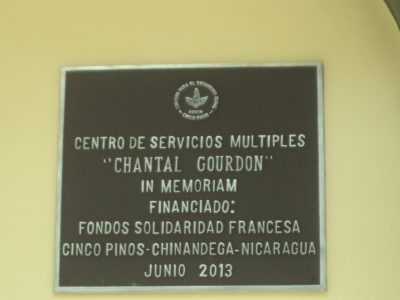 CENTRO DE SERVICIOS MULTIPLES
"CHANTAL GOURDON"
IN MEMORIAM
FINANCIADO:
FONDOS SOLIDARIDAD FRANCESA
CINCO PINOS-CHINANDEGA-NICARAGUA
JUNIO 2013